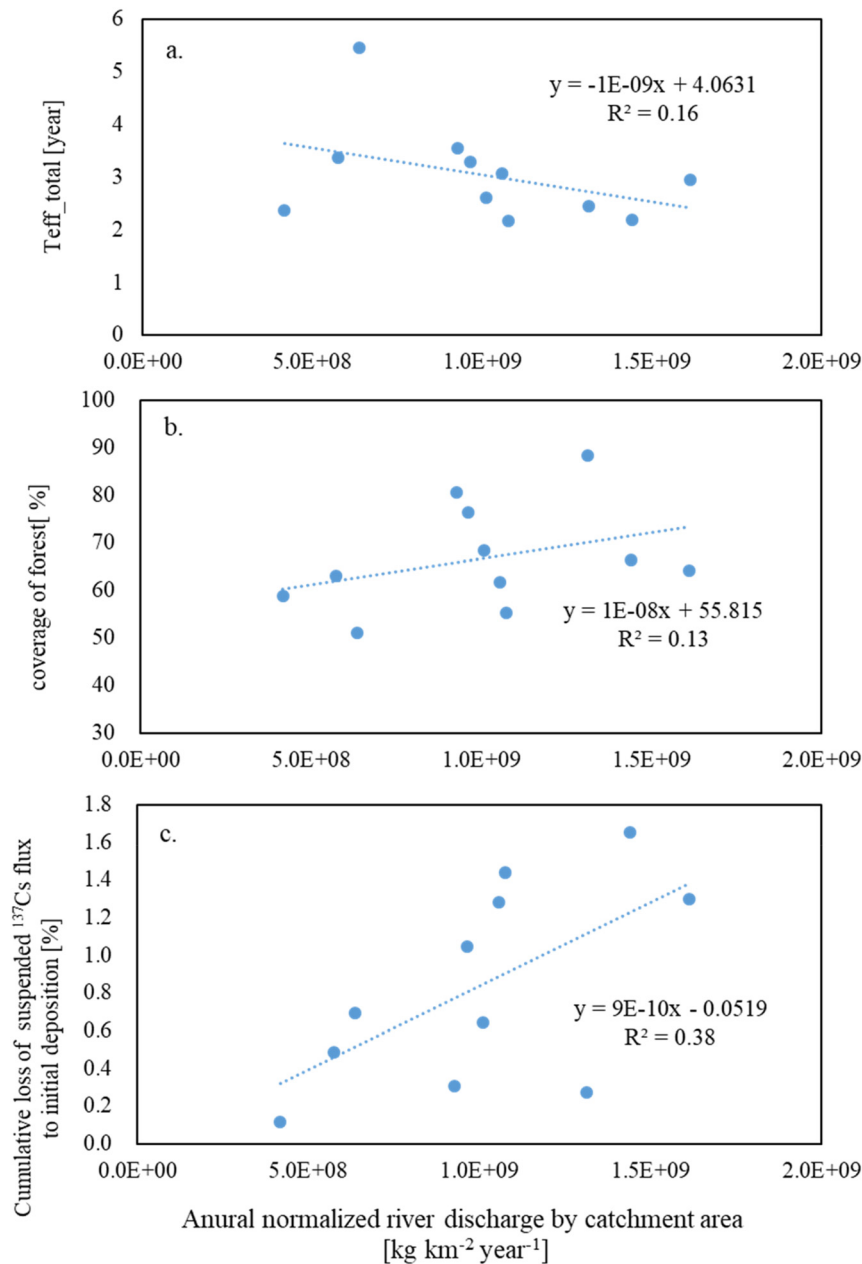 a.
6
5
4
3
2
1
0
Teff_total [year]
y = -1E-09x + 4.0631
R² = 0.16
0.0E+00 5.0E+08 1.0E+09 1.5E+09 2.0E+09
b.
100
90
80
70
60
50
40
30
coverage of forest[ %]
y = 1E-08x + 55.815
R² = 0.13
0.0E+00 5.0E+08 1.0E+09 1.5E+09 2.0E+09
c.
1.8
1.6
1.4
1.2
1.0
0.8
0.6
0.4
0.2
0.0
Cumulative loss of suspended ¹³⁷Cs flux
to initial deposition [%]
y = 9E-10x - 0.0519
R² = 0.38
0.0E+00 5.0E+08 1.0E+09 1.5E+09 2.0E+09
Anural normalized river discharge by catchment area
[kg km⁻² year⁻¹]